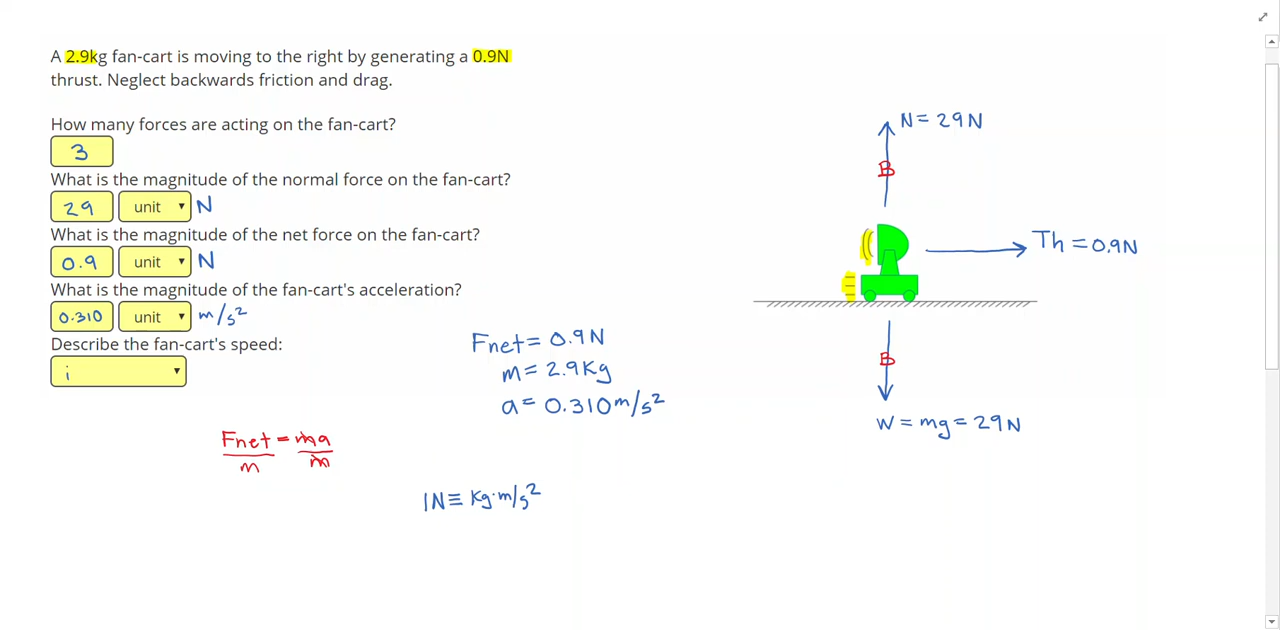 A 2.9kg fan-cart is moving to the right by generating a 0.9N
thrust. Neglect backwards friction and drag.
How many forces are acting on the fan-cart?
3
What is the magnitude of the normal force on the fan-cart?
29 unit N
What is the magnitude of the net force on the fan-cart?
0.9 unit N
What is the magnitude of the fan-cart's acceleration?
0.310 unit m/s²
Describe the fan-cart's speed:
i
Fnet = ma
m m
Fnet = 0.9N
m = 2.9Kg
a = 0.310 m/s²
1N ≡ Kg·m/s²
N = 29N
B
Th = 0.9N
B
W = mg = 29N